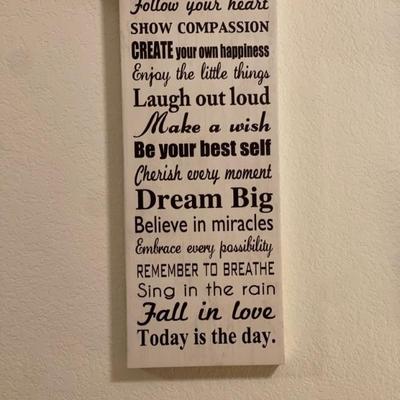 Follow your heart
SHOW COMPASSION
CREATE your own happiness
Enjoy the little things
Laugh out loud
Make a wish
Be your best self
Cherish every moment
Dream Big
Believe in miracles
Embrace every possibility
REMEMBER TO BREATHE
Sing in the rain
Fall in love
Today is the day.